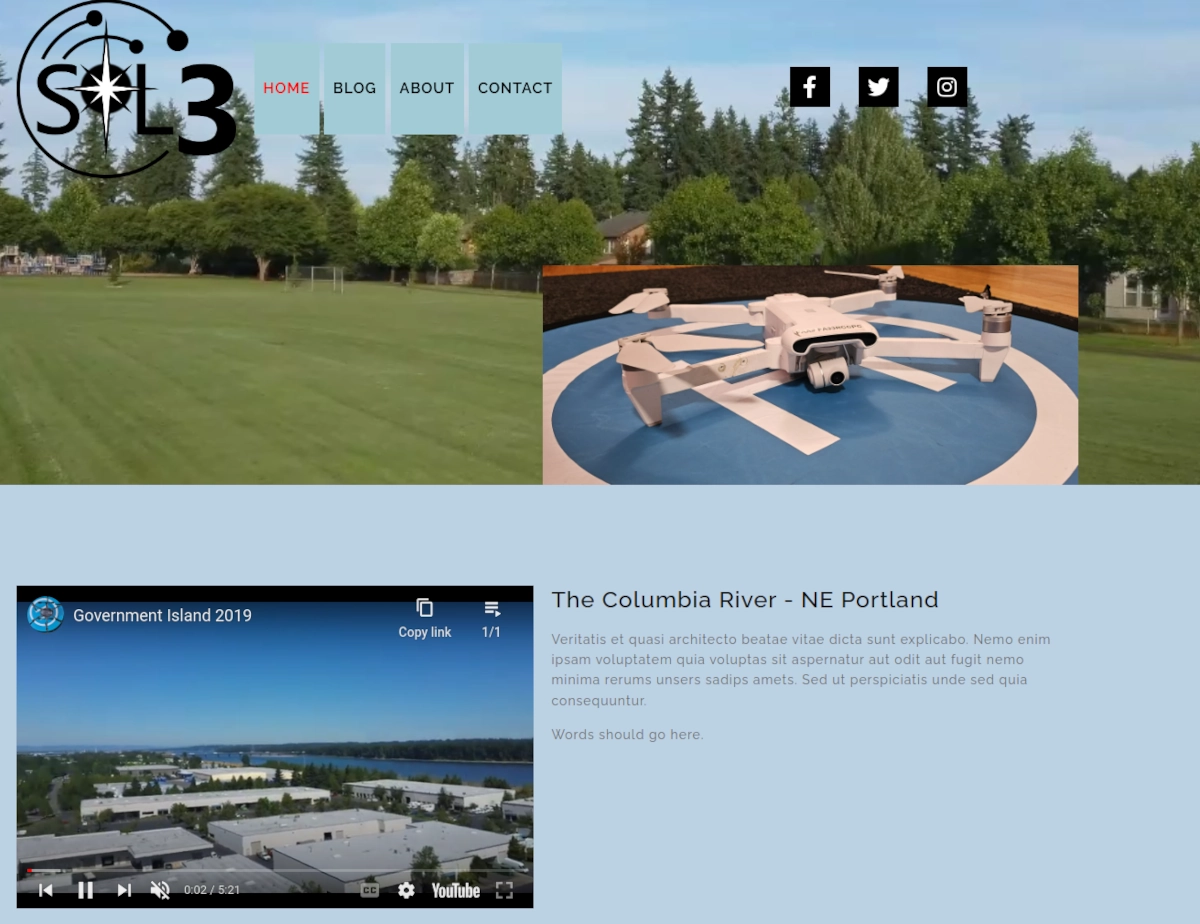 SOL3
HOME BLOG ABOUT CONTACT
Government Island 2019
Copy link
1/1
0:02 / 5:21
CC
YouTube
The Columbia River - NE Portland
Veritatis et quasi architecto beatae vitae dicta sunt explicabo. Nemo enim
ipsam voluptatem quia voluptas sit aspernatur aut odit aut fugit nemo
minima rerums unsers sadips amets. Sed ut perspiciatis unde sed quia
consequuntur.
Words should go here.